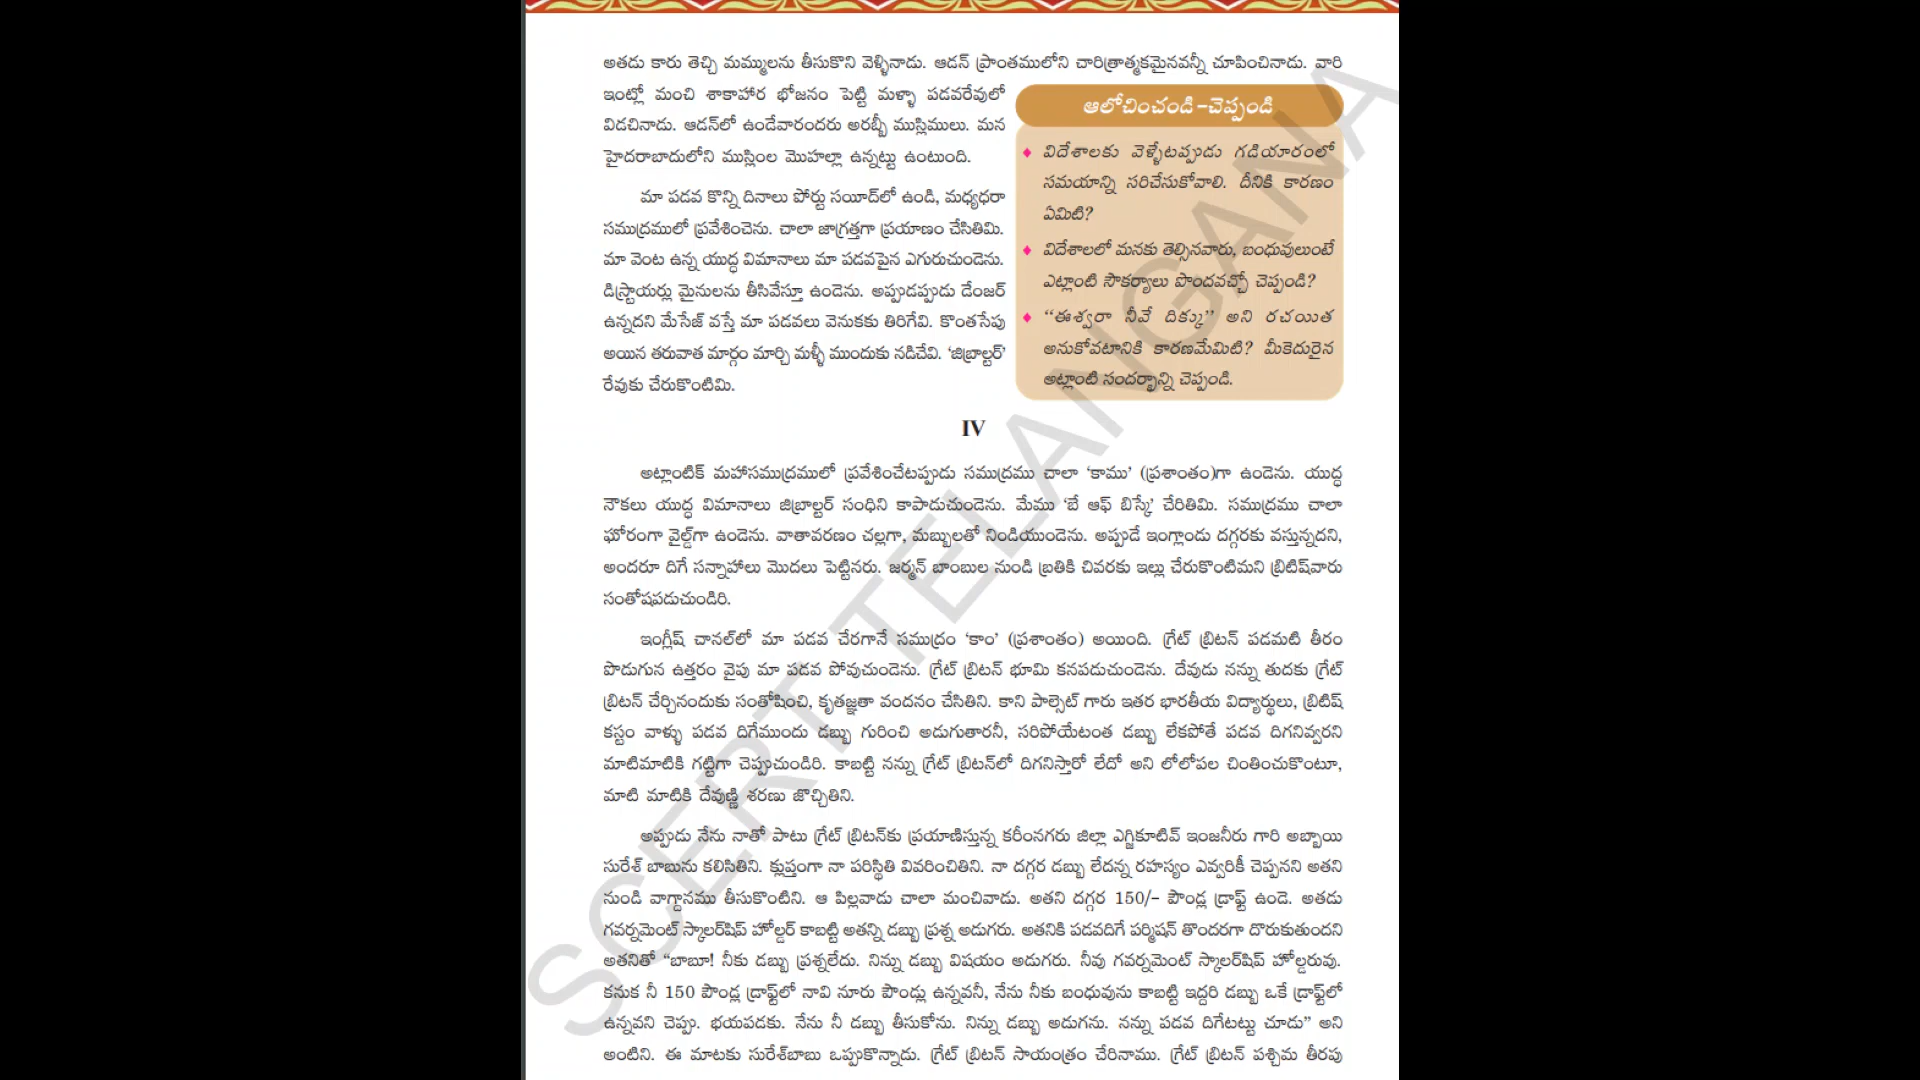 అతడు కారు తెచ్చి మమ్ములను తీసుకొని వెళ్ళినాడు. ఆడన్ ప్రాంతములోని చారిత్రాత్మకమైనవన్నీ చూపించినాడు. వారి
ఇంట్లో మంచి శాకాహార భోజనం పెట్టి మళ్ళా పడవరేవులో
విడచినాడు. ఆడన్‌లో ఉండేవారందరు అరబ్బీ ముస్లిములు. మన
హైదరాబాదులోని ముస్లింల మొహల్లా ఉన్నట్టు ఉంటుంది.
మా పడవ కొన్ని దినాలు పోర్టు సయీద్‌లో ఉండి, మధ్యధరా
సముద్రములో ప్రవేశించెను. చాలా జాగ్రత్తగా ప్రయాణం చేసితిమి.
మా వెంట ఉన్న యుద్ధ విమానాలు మా పడవపైన ఎగురుచుండెను.
డిస్ట్రాయర్లు మైనులను తీసివేస్తూ ఉండెను. అప్పుడప్పుడు డేంజర్
ఉన్నదని మేసేజ్ వస్తే మా పడవలు వెనుకకు తిరిగేవి. కొంతసేపు
అయిన తరువాత మార్గం మార్చి మళ్ళీ ముందుకు నడిచేవి. ‘జిబ్రాల్టర్’
రేవుకు చేరుకొంటిమి.
ఆలోచించండి-చెప్పండి
♦ విదేశాలకు వెళ్ళేటప్పుడు గడియారంలో
సమయాన్ని సరిచేసుకోవాలి. దీనికి కారణం
ఏమిటి?
♦ విదేశాలలో మనకు తెల్సినవారు, బంధువులుంటే
ఎట్లాంటి సౌకర్యాలు పొందవచ్చో చెప్పండి?
♦ ‘‘ఈశ్వరా నీవే దిక్కు’’ అని రచయిత
అనుకోవటానికి కారణమేమిటి? మీకెదురైన
అట్లాంటి సందర్భాన్ని చెప్పండి.
IV
అట్లాంటిక్ మహాసముద్రములో ప్రవేశించేటప్పుడు సముద్రము చాలా ‘కాము’ (ప్రశాంతం)గా ఉండెను. యుద్ధ
నౌకలు యుద్ధ విమానాలు జిబ్రాల్టర్ సంధిని కాపాడుచుండెను. మేము ‘బే ఆఫ్ బిస్కే’ చేరితిమి. సముద్రము చాలా
ఘోరంగా వైల్డ్‌గా ఉండెను. వాతావరణం చల్లగా, మబ్బులతో నిండియుండెను. అప్పుడే ఇంగ్లాండు దగ్గరకు వస్తున్నదని,
అందరూ దిగే సన్నాహాలు మొదలు పెట్టినరు. జర్మన్ బాంబుల నుండి బ్రతికి చివరకు ఇల్లు చేరుకొంటిమని బ్రిటిష్‌వారు
సంతోషపడుచుండిరి.
ఇంగ్లీష్ చానల్‌లో మా పడవ చేరగానే సముద్రం ‘కాం’ (ప్రశాంతం) అయింది. గ్రేట్ బ్రిటన్ పడమటి తీరం
పొడుగున ఉత్తరం వైపు మా పడవ పోవుచుండెను. గ్రేట్ బ్రిటన్ భూమి కనపడుచుండెను. దేవుడు నన్ను తుదకు గ్రేట్
బ్రిటన్ చేర్చినందుకు సంతోషించి, కృతజ్ఞతా వందనం చేసితిని. కాని పాల్సెట్ గారు ఇతర భారతీయ విద్యార్థులు, బ్రిటిష్
కస్టం వాళ్ళు పడవ దిగేముందు డబ్బు గురించి అడుగుతారనీ, సరిపోయేటంత డబ్బు లేకపోతే పడవ దిగనివ్వరని
మాటిమాటికి గట్టిగా చెప్పుచుండిరి. కాబట్టి నన్ను గ్రేట్ బ్రిటన్‌లో దిగనిస్తారో లేదో అని లోలోపల చింతించుకొంటూ,
మాటి మాటికి దేవుణ్ణి శరణు జొచ్చితిని.
అప్పుడు నేను నాతో పాటు గ్రేట్ బ్రిటన్‌కు ప్రయాణిస్తున్న కరీంనగరు జిల్లా ఎగ్జికూటివ్ ఇంజనీరు గారి అబ్బాయి
సురేశ్ బాబును కలిసితిని. క్లుప్తంగా నా పరిస్థితి వివరించితిని. నా దగ్గర డబ్బు లేదన్న రహస్యం ఎవ్వరికీ చెప్పనని అతని
నుండి వాగ్దానము తీసుకొంటిని. ఆ పిల్లవాడు చాలా మంచివాడు. అతని దగ్గర 150/- పౌండ్ల డ్రాఫ్ట్ ఉండె. అతడు
గవర్నమెంట్ స్కాలర్‌షిప్ హోల్డర్ కాబట్టి అతన్ని డబ్బు ప్రశ్న అడుగరు. అతనికి పడవదిగే పర్మిషన్ తొందరగా దొరుకుతుందని
అతనితో “బాబూ! నీకు డబ్బు ప్రశ్నలేదు. నిన్ను డబ్బు విషయం అడుగరు. నీవు గవర్నమెంట్ స్కాలర్‌షిప్ హోల్డరువు.
కనుక నీ 150 పౌండ్ల డ్రాఫ్ట్‌లో నావి నూరు పౌండ్లు ఉన్నవనీ, నేను నీకు బంధువును కాబట్టి ఇద్దరి డబ్బు ఒకే డ్రాఫ్ట్‌లో
ఉన్నవని చెప్పు. భయపడకు. నేను నీ డబ్బు తీసుకోను. నిన్ను డబ్బు అడుగను. నన్ను పడవ దిగేటట్టు చూడు” అని
అంటిని. ఈ మాటకు సురేశ్‌బాబు ఒప్పుకొన్నాడు. గ్రేట్ బ్రిటన్ సాయంత్రం చేరినాము. గ్రేట్ బ్రిటన్ పశ్చిమ తీరపు
SCERT TELANGANA